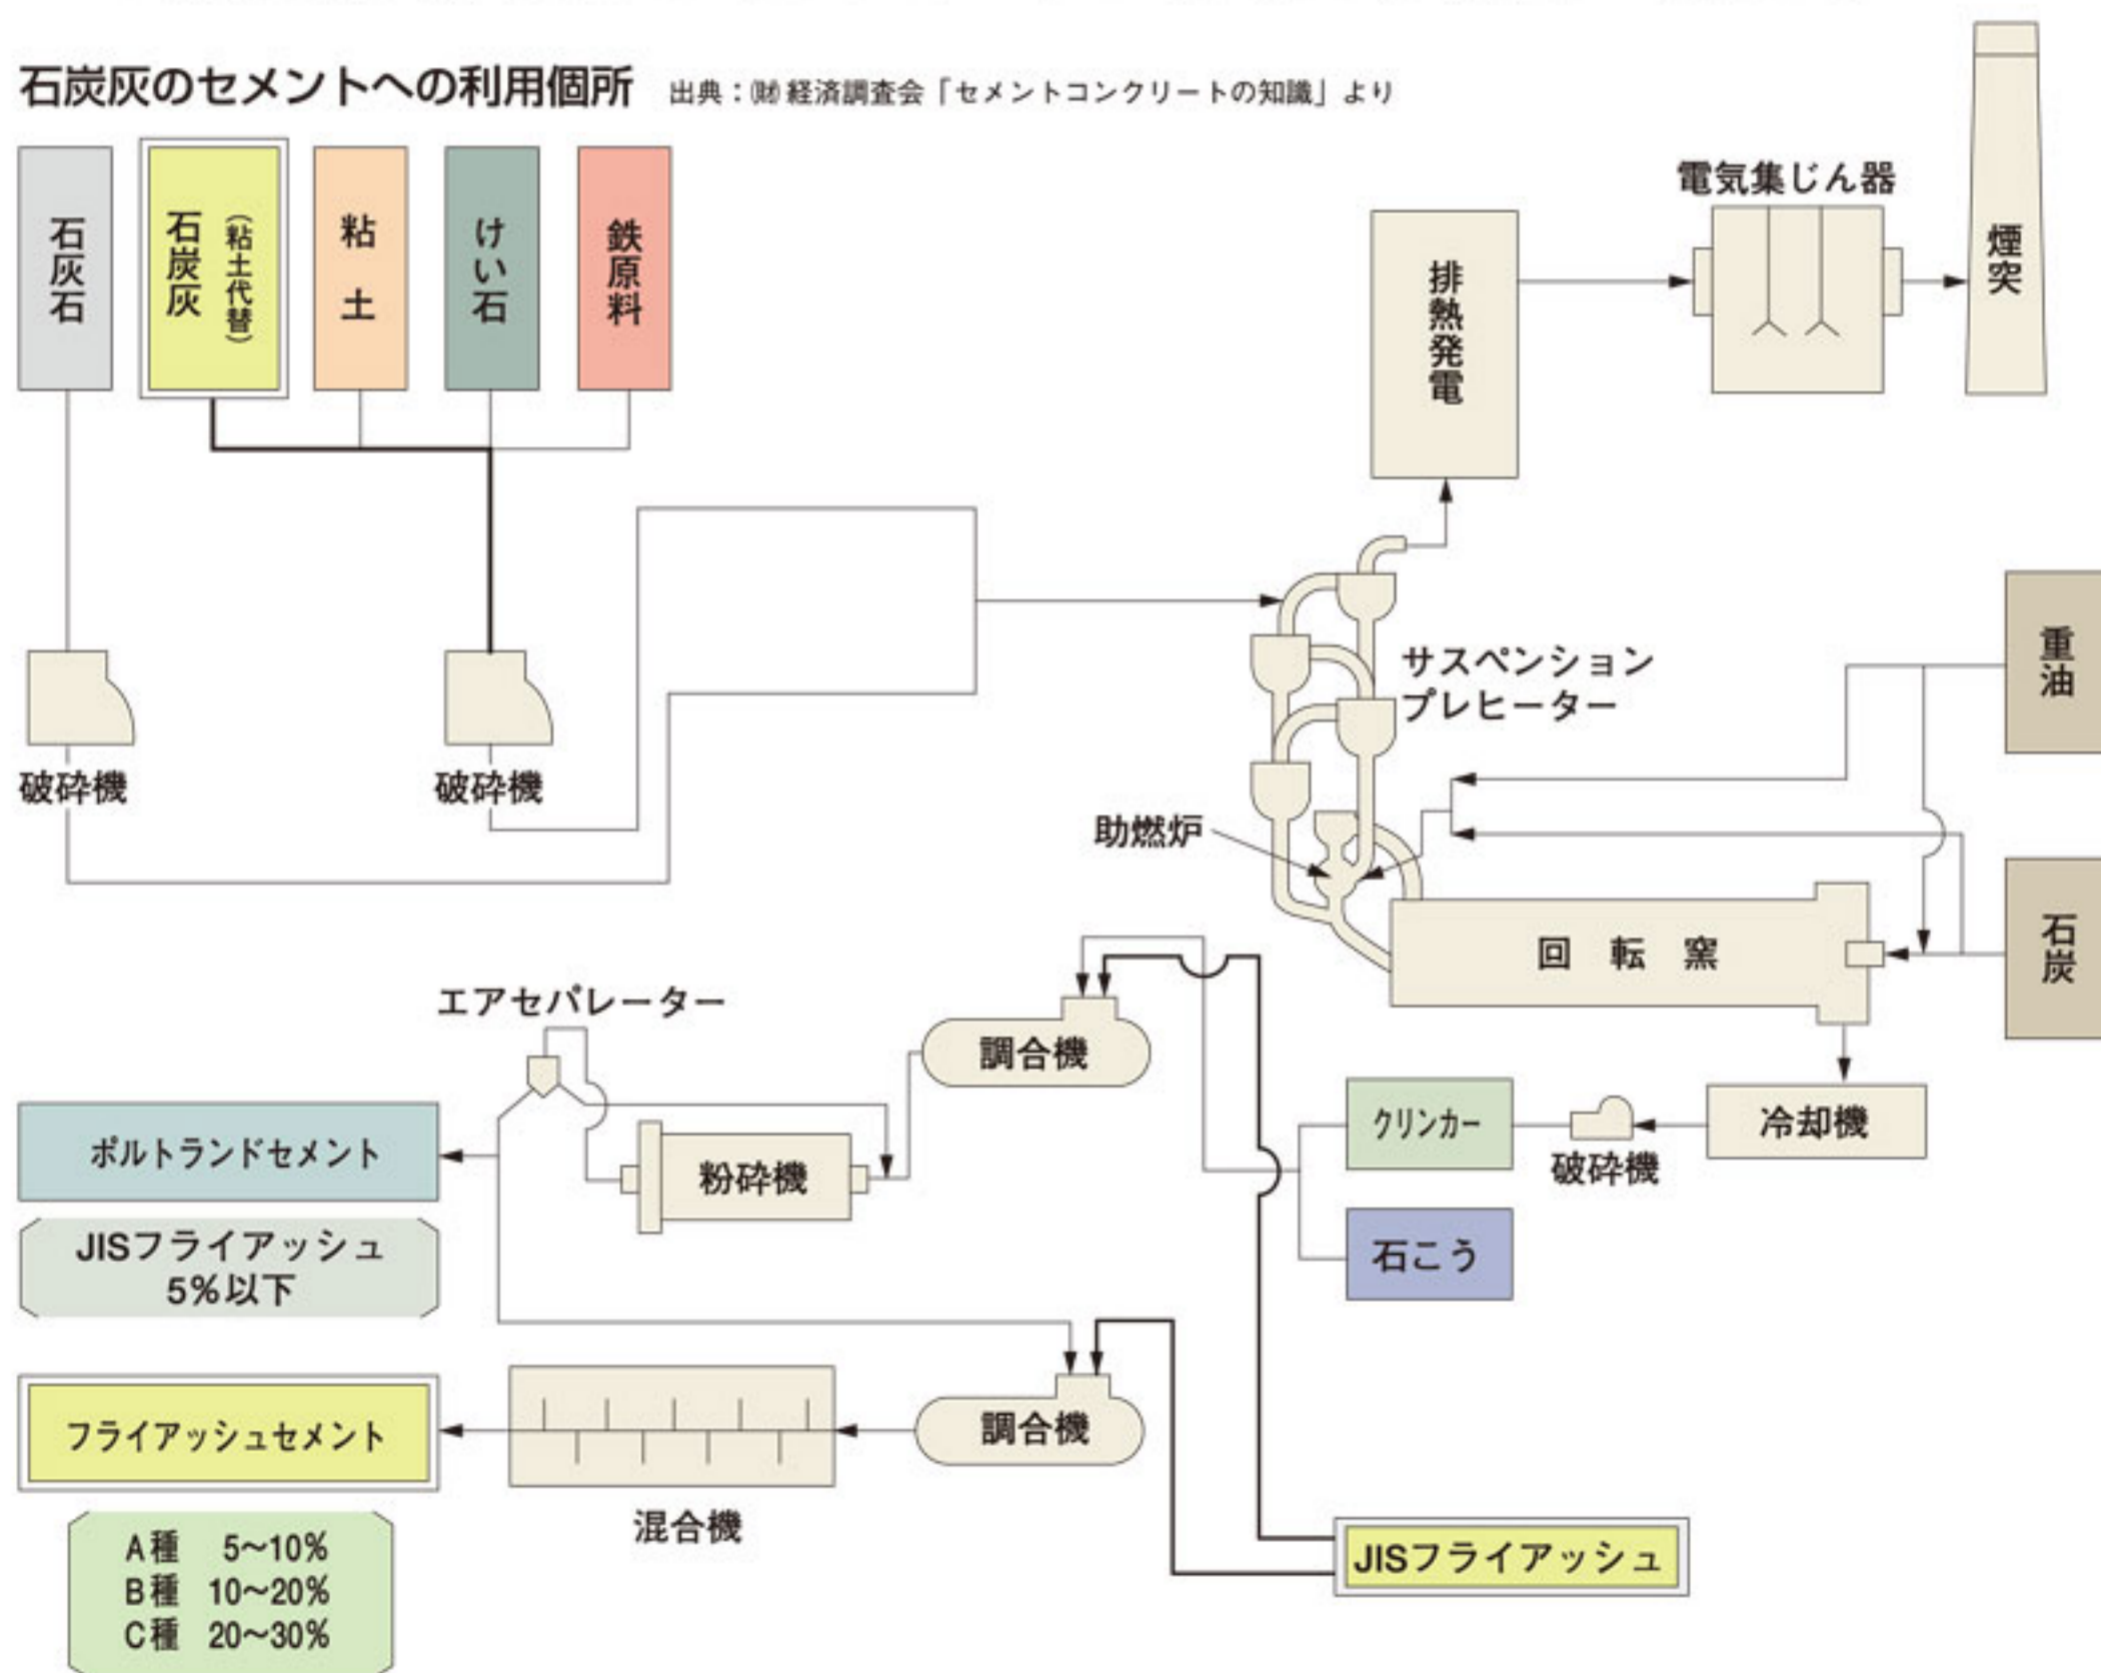 石炭灰のセメントへの利用個所 出典：㈶経済調査会「セメントコンクリートの知識」より
石灰石
石炭灰
（粘土代替）
粘土
けい石
鉄原料
排熱発電
電気集じん器
煙突
サスペンション
プレヒーター
重油
破砕機
破砕機
助燃炉
回転窯
石炭
エアセパレーター
調合機
ポルトランドセメント
粉砕機
クリンカー
破砕機
冷却機
JISフライアッシュ
5%以下
石こう
フライアッシュセメント
調合機
混合機
JISフライアッシュ
A種 5～10%
B種 10～20%
C種 20～30%